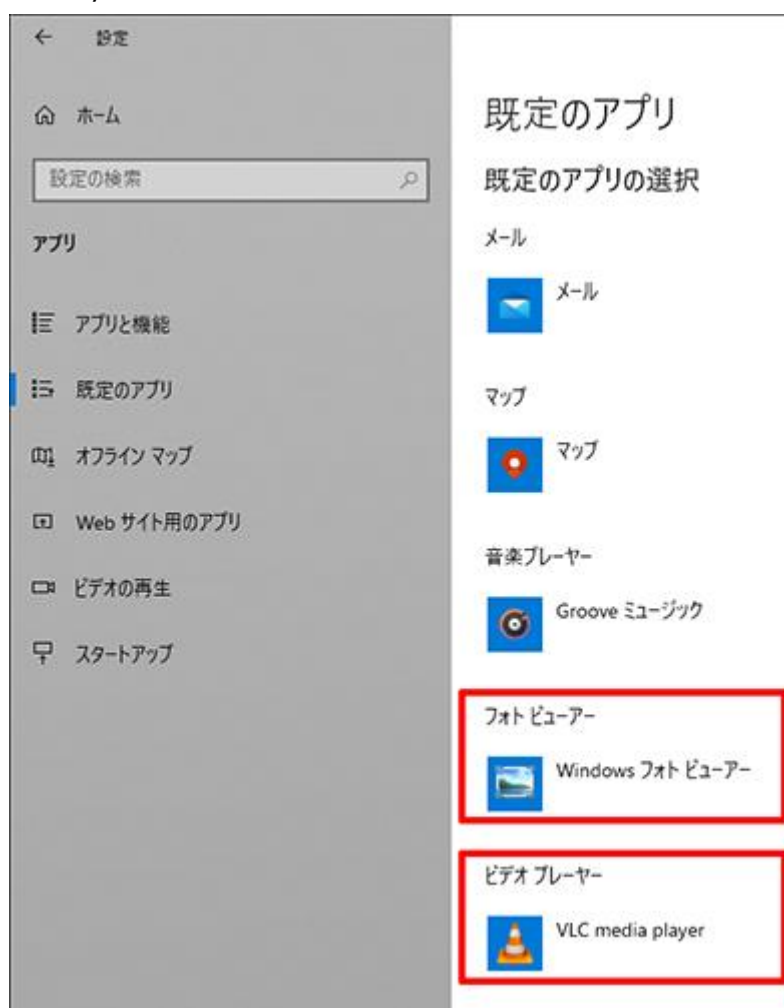 設定
ホーム
設定の検索
アプリ
アプリと機能
既定のアプリ
オフライン マップ
Web サイト用のアプリ
ビデオの再生
スタートアップ
既定のアプリ
既定のアプリの選択
メール
メール
マップ
マップ
音楽プレーヤー
Groove ミュージック
フォト ビューアー
Windows フォト ビューアー
ビデオ プレーヤー
VLC media player